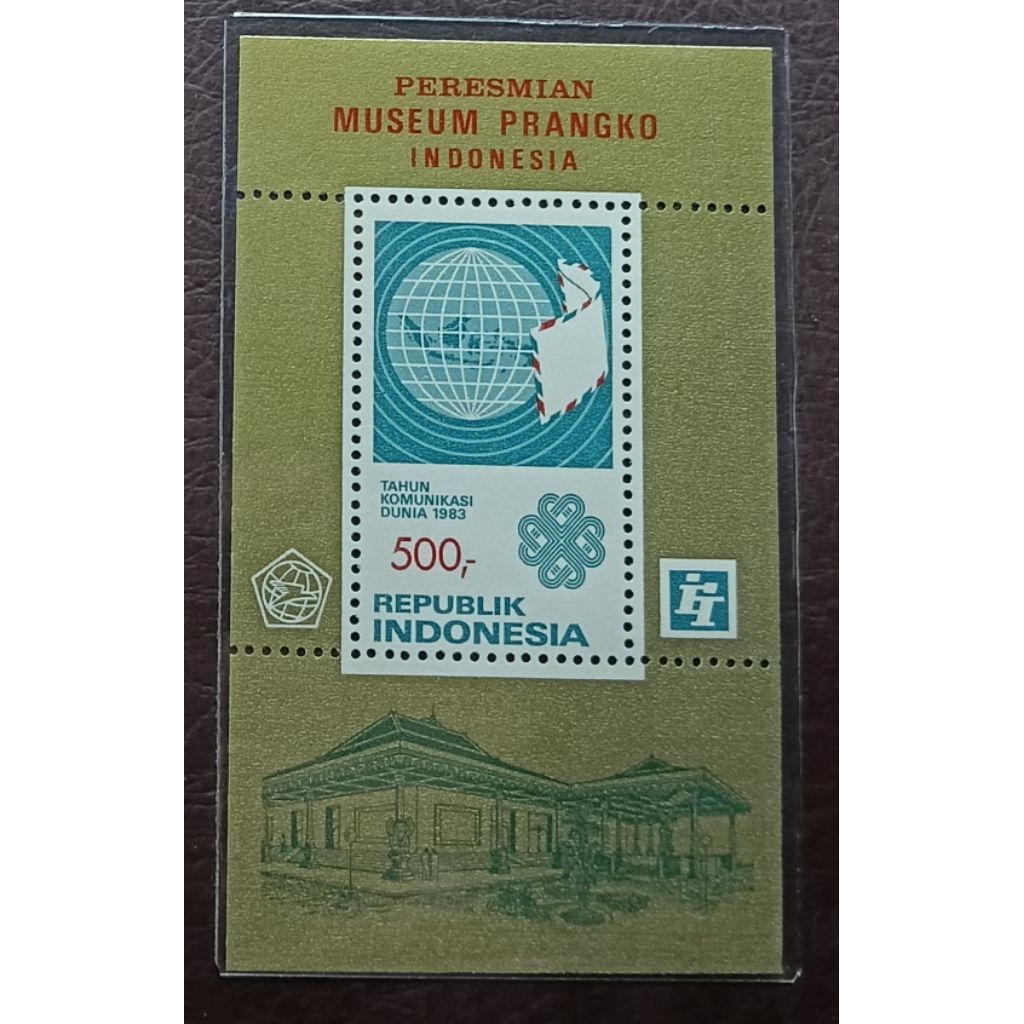 PERESMIAN
MUSEUM PRANGKO
INDONESIA
TAHUN
KOMUNIKASI
DUNIA 1983
500,-
REPUBLIK
INDONESIA